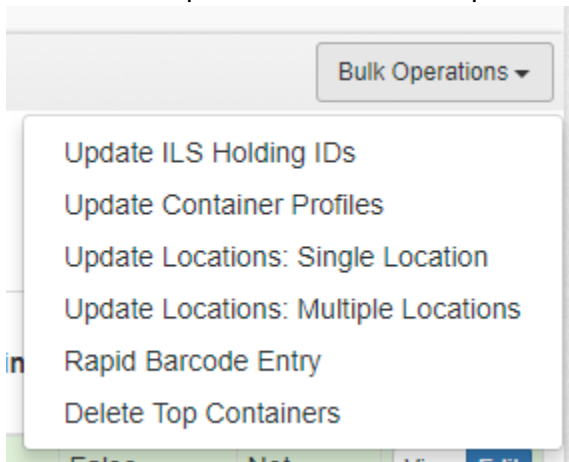 Bulk Operations
Update ILS Holding IDs
Update Container Profiles
Update Locations: Single Location
Update Locations: Multiple Locations
in
Rapid Barcode Entry
Delete Top Containers